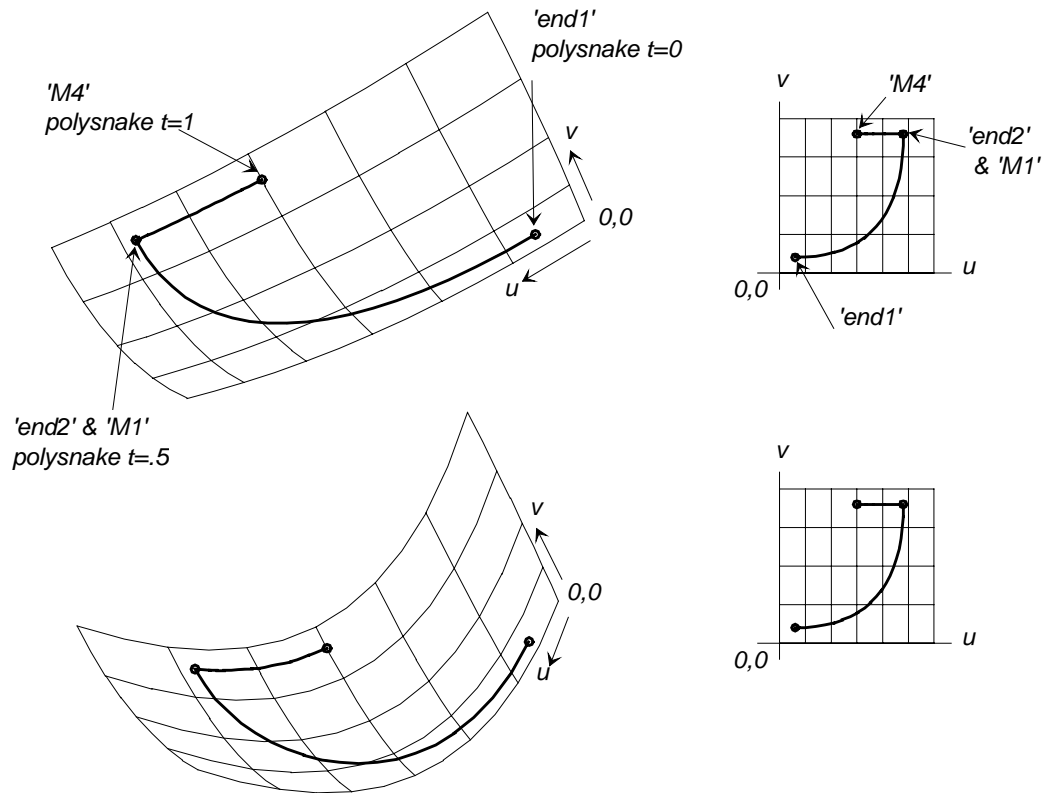 'end1'
polysnake t=0
'M4'
polysnake t=1
v
0,0
u
'end2' & 'M1'
polysnake t=.5
v
'M4'
'end2'
& 'M1'
u
0,0
'end1'
v
0,0
u
v
u
0,0